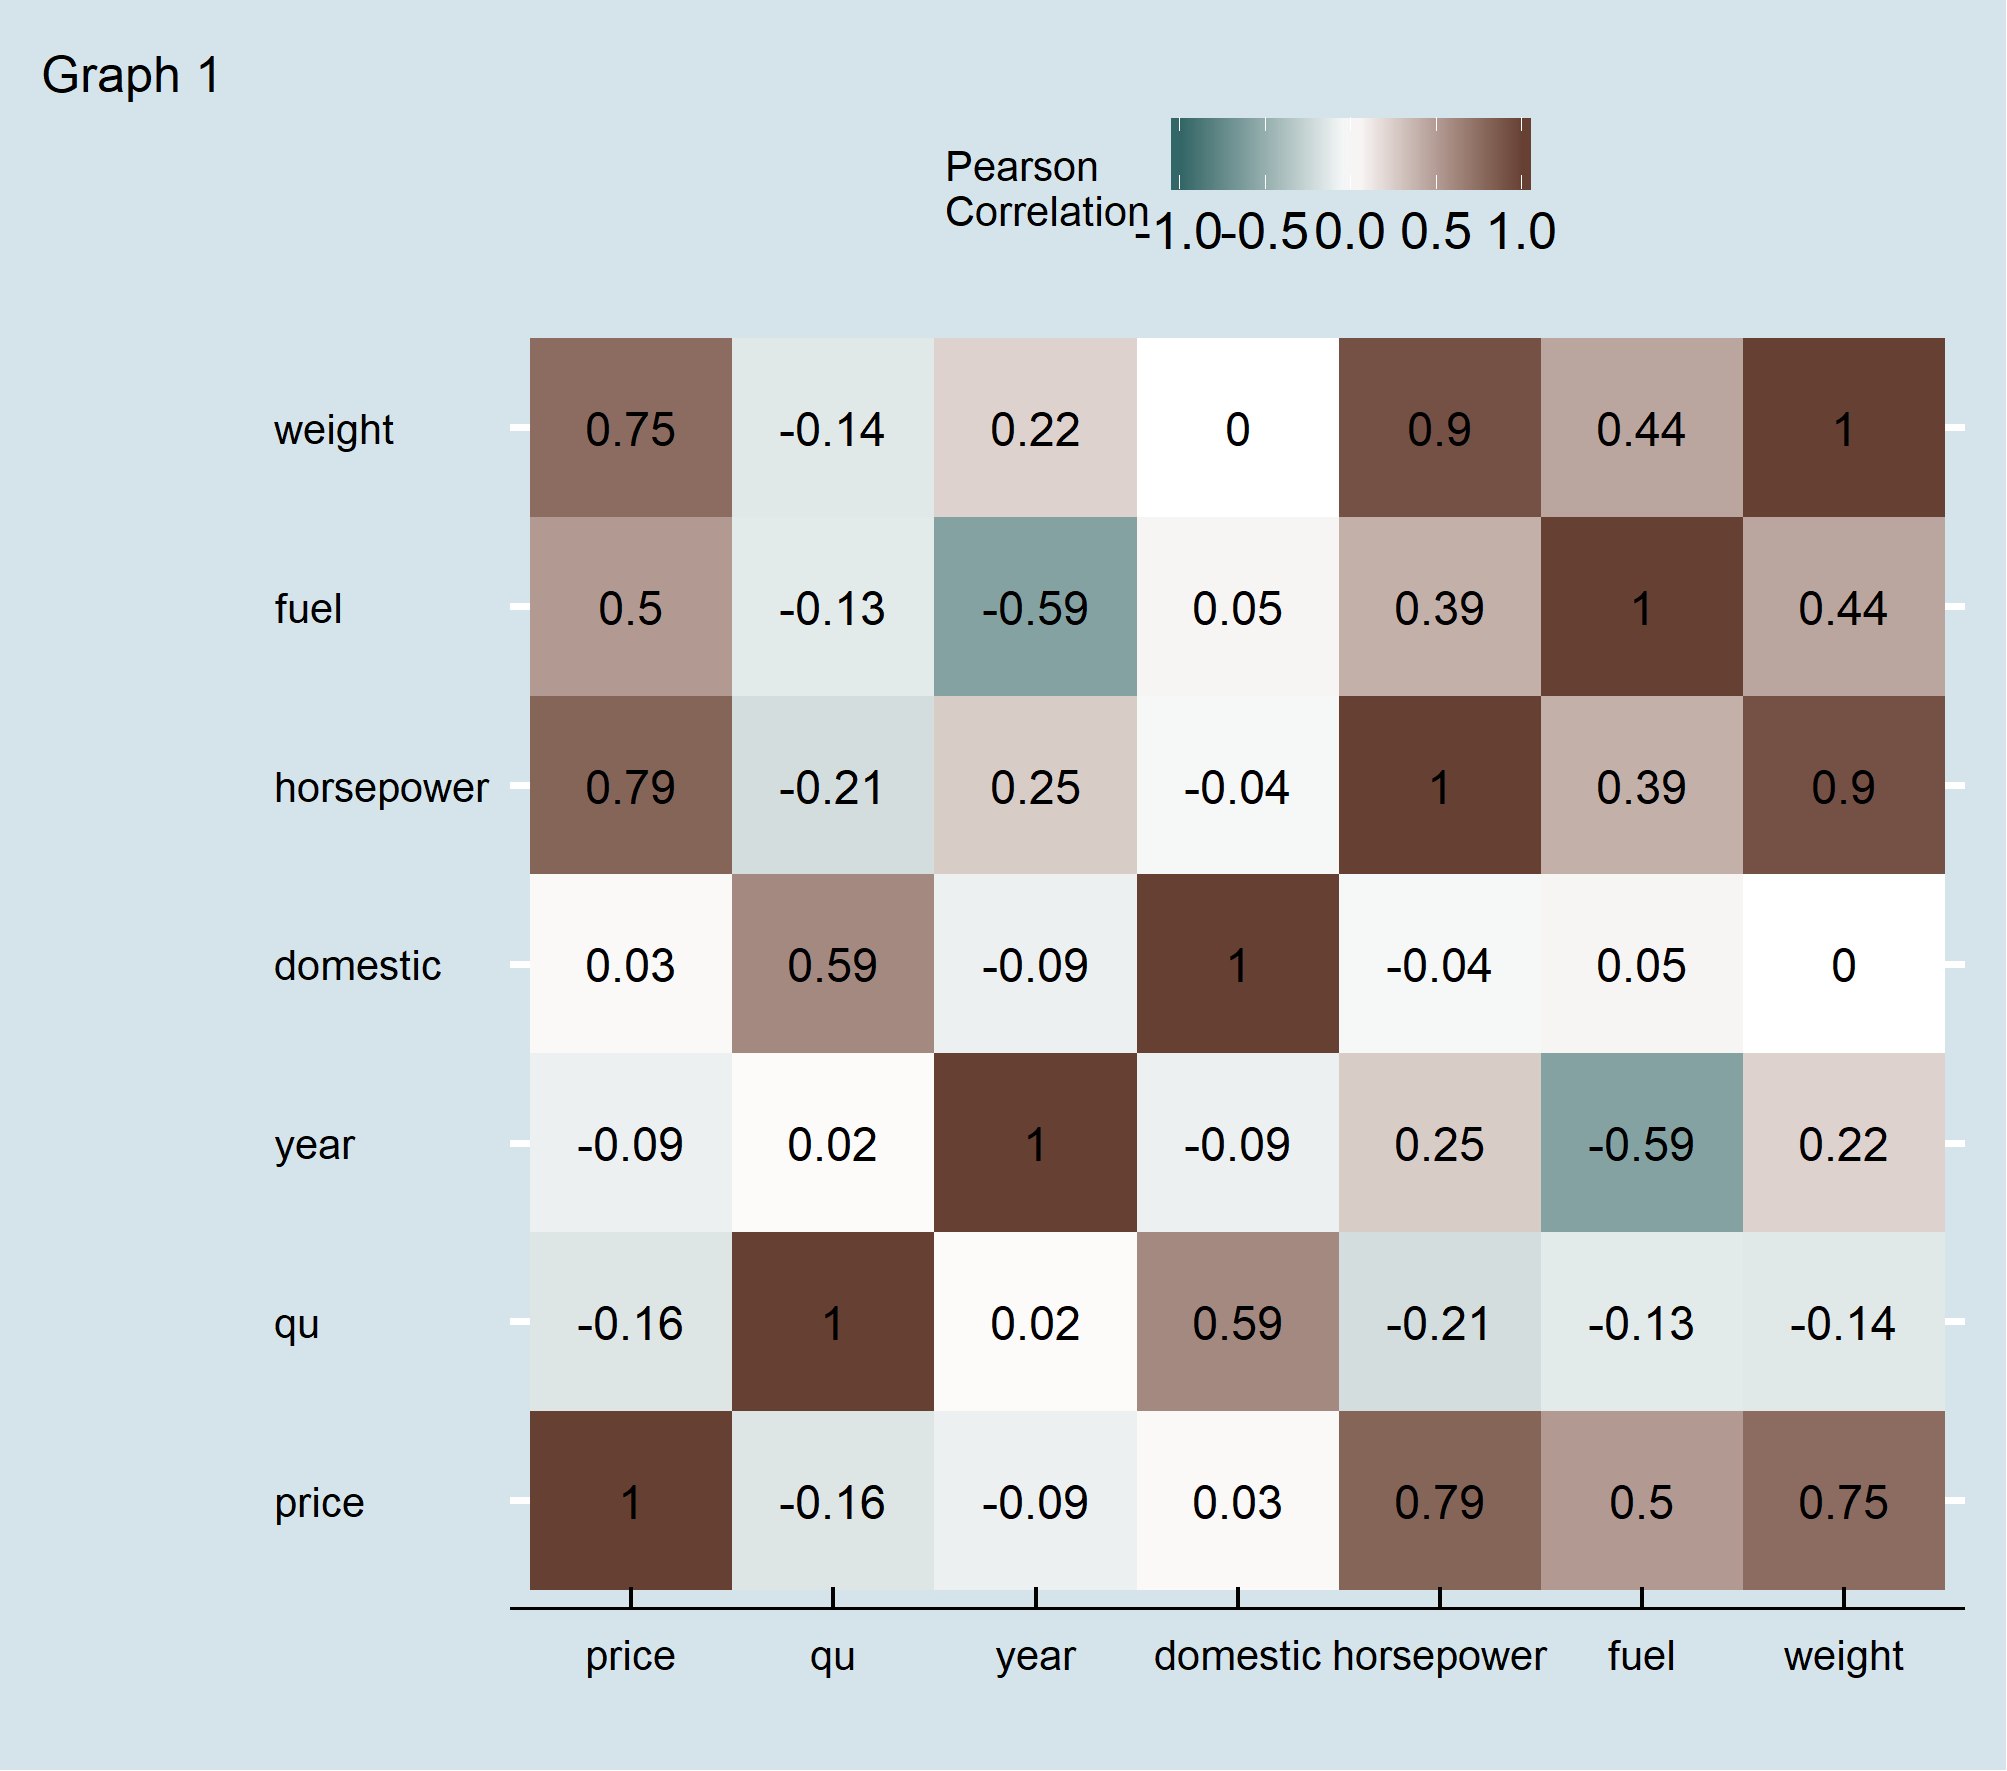 Graph 1
Pearson
Correlation
-1.0 -0.5 0.0 0.5 1.0
weight 0.75 -0.14 0.22 0 0.9 0.44 1
fuel 0.5 -0.13 -0.59 0.05 0.39 1 0.44
horsepower 0.79 -0.21 0.25 -0.04 1 0.39 0.9
domestic 0.03 0.59 -0.09 1 -0.04 0.05 0
year -0.09 0.02 1 -0.09 0.25 -0.59 0.22
qu -0.16 1 0.02 0.59 -0.21 -0.13 -0.14
price 1 -0.16 -0.09 0.03 0.79 0.5 0.75
price qu year domestic horsepower fuel weight